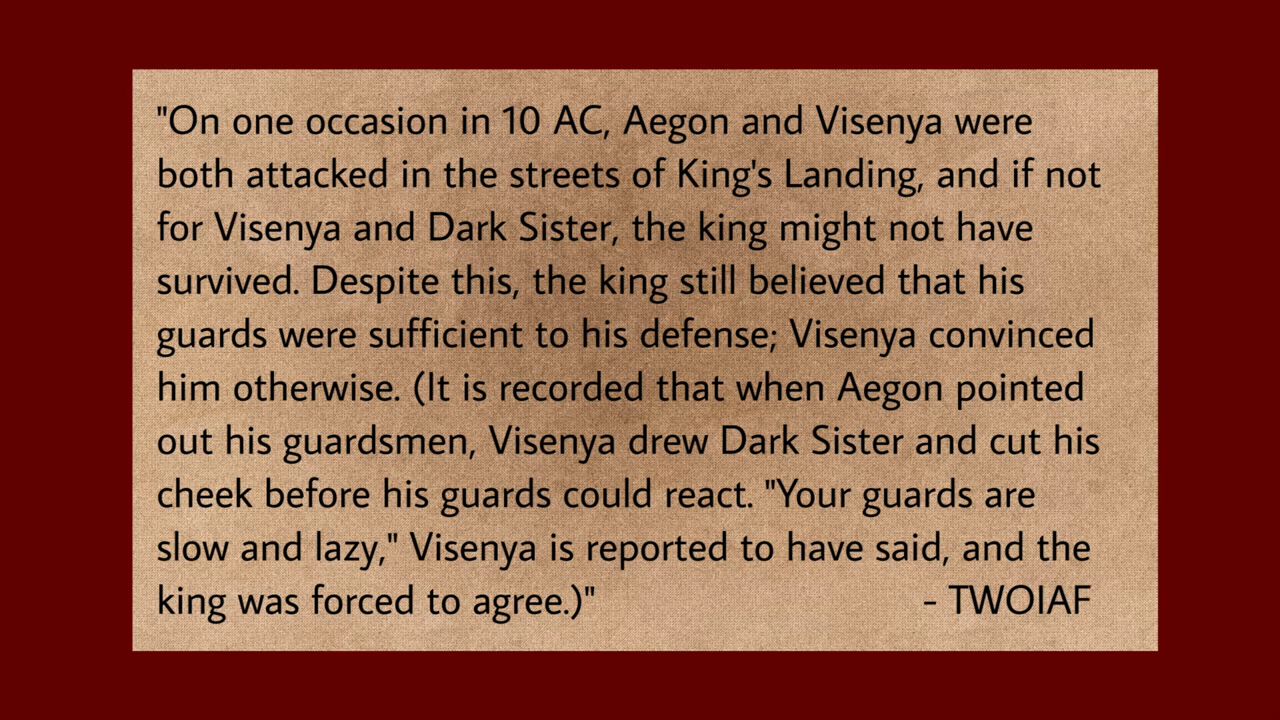 "On one occasion in 10 AC, Aegon and Visenya were
both attacked in the streets of King's Landing, and if not
for Visenya and Dark Sister, the king might not have
survived. Despite this, the king still believed that his
guards were sufficient to his defense; Visenya convinced
him otherwise. (It is recorded that when Aegon pointed
out his guardsmen, Visenya drew Dark Sister and cut his
cheek before his guards could react. "Your guards are
slow and lazy," Visenya is reported to have said, and the
king was forced to agree.)" - TWOIAF